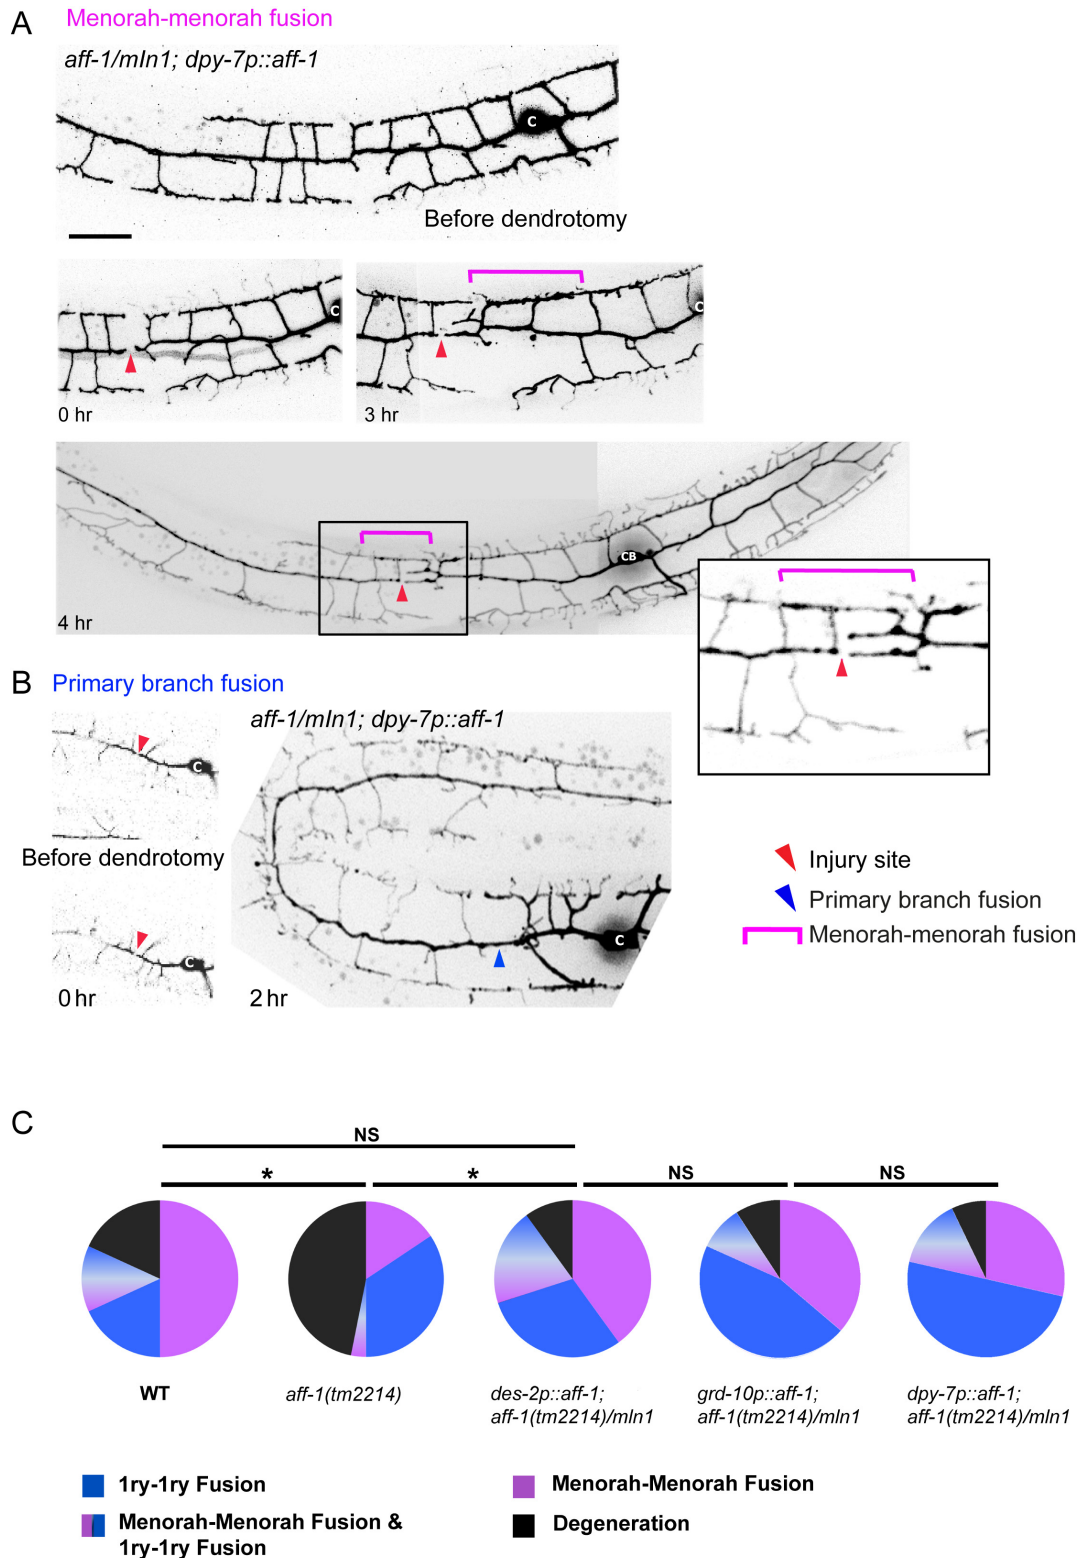 A
Menorah-menorah fusion
aff-1/mIn1; dpy-7p::aff-1
C
Before dendrotomy
C
0 hr
C
3 hr
CB
4 hr
B
Primary branch fusion
aff-1/mIn1; dpy-7p::aff-1
C
Before dendrotomy
C
0 hr
C
2 hr
Injury site
Primary branch fusion
Menorah-menorah fusion
C
NS
*
*
NS
NS
WT
aff-1(tm2214)
des-2p::aff-1;
aff-1(tm2214)/mln1
grd-10p::aff-1;
aff-1(tm2214)/mln1
dpy-7p::aff-1;
aff-1(tm2214)/mln1
1ry-1ry Fusion
Menorah-Menorah Fusion &
1ry-1ry Fusion
Menorah-Menorah Fusion
Degeneration